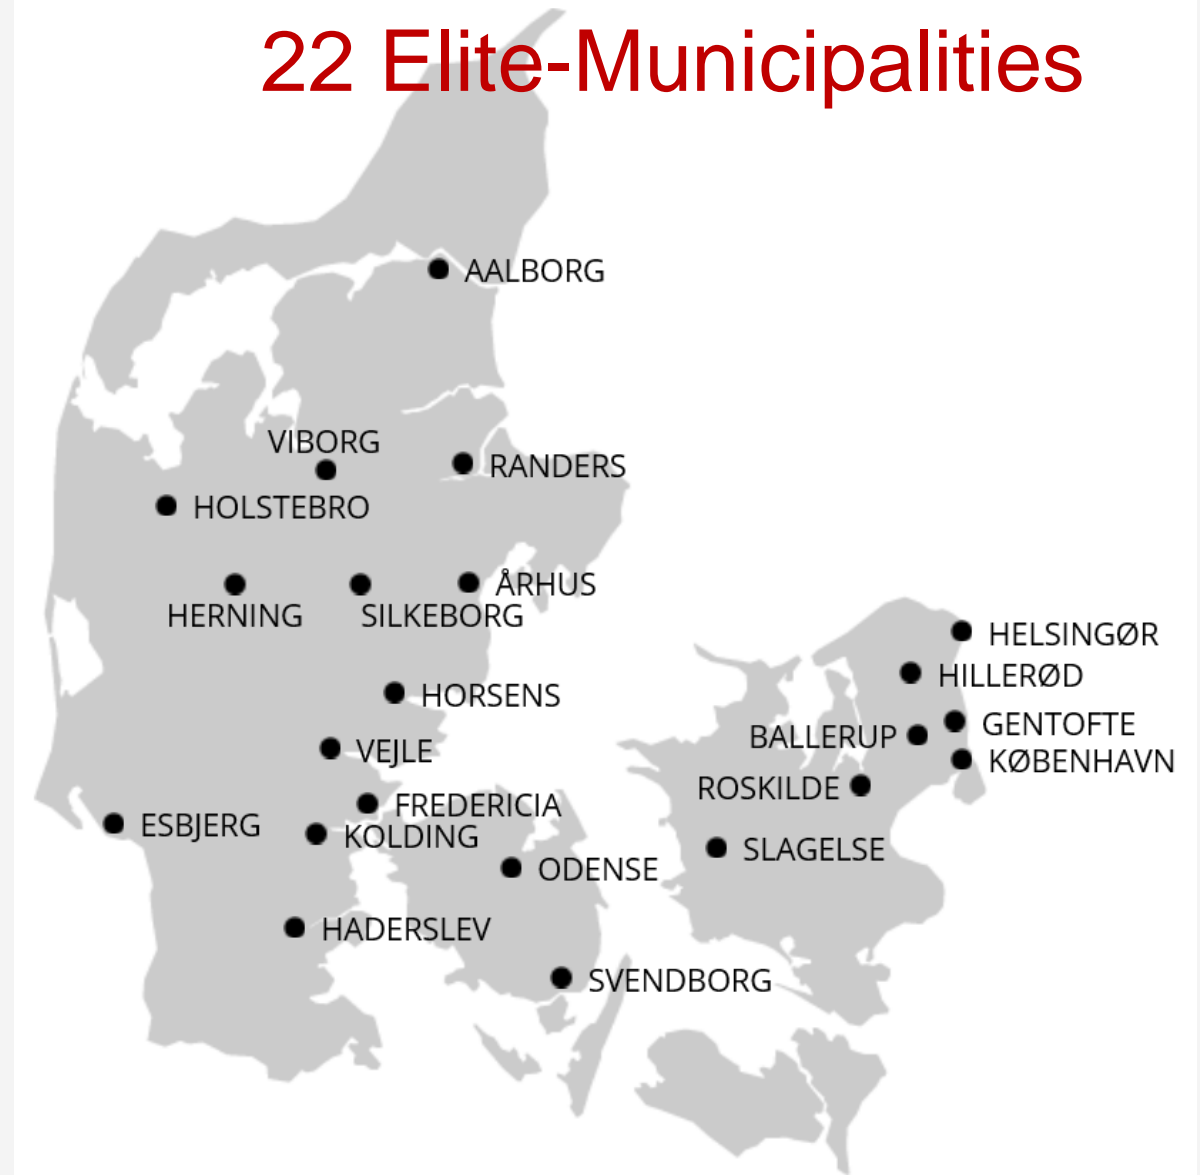 22 Elite-Municipalities
AALBORG
VIBORG
RANDERS
HOLSTEBRO
ÅRHUS
HERNING
SILKEBORG
HELSINGØR
HILLERØD
HORSENS
GENTOFTE
BALLERUP
VEJLE
KØBENHAVN
ROSKILDE
FREDERICIA
ESBJERG
KOLDING
SLAGELSE
ODENSE
HADERSLEV
SVENDBORG